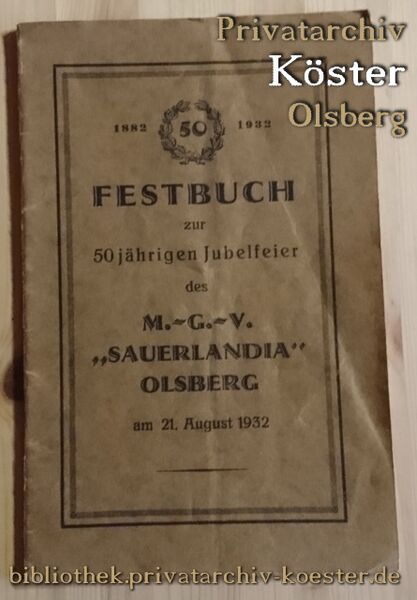 Privatarchiv
Köster
Olsberg
1882 50 1932
FESTBUCH
zur
50jährigen Jubelfeier
des
M.-G.-V.
„SAUERLANDIA“
OLSBERG
am 21. August 1932
bibliothek.privatarchiv-koester.de